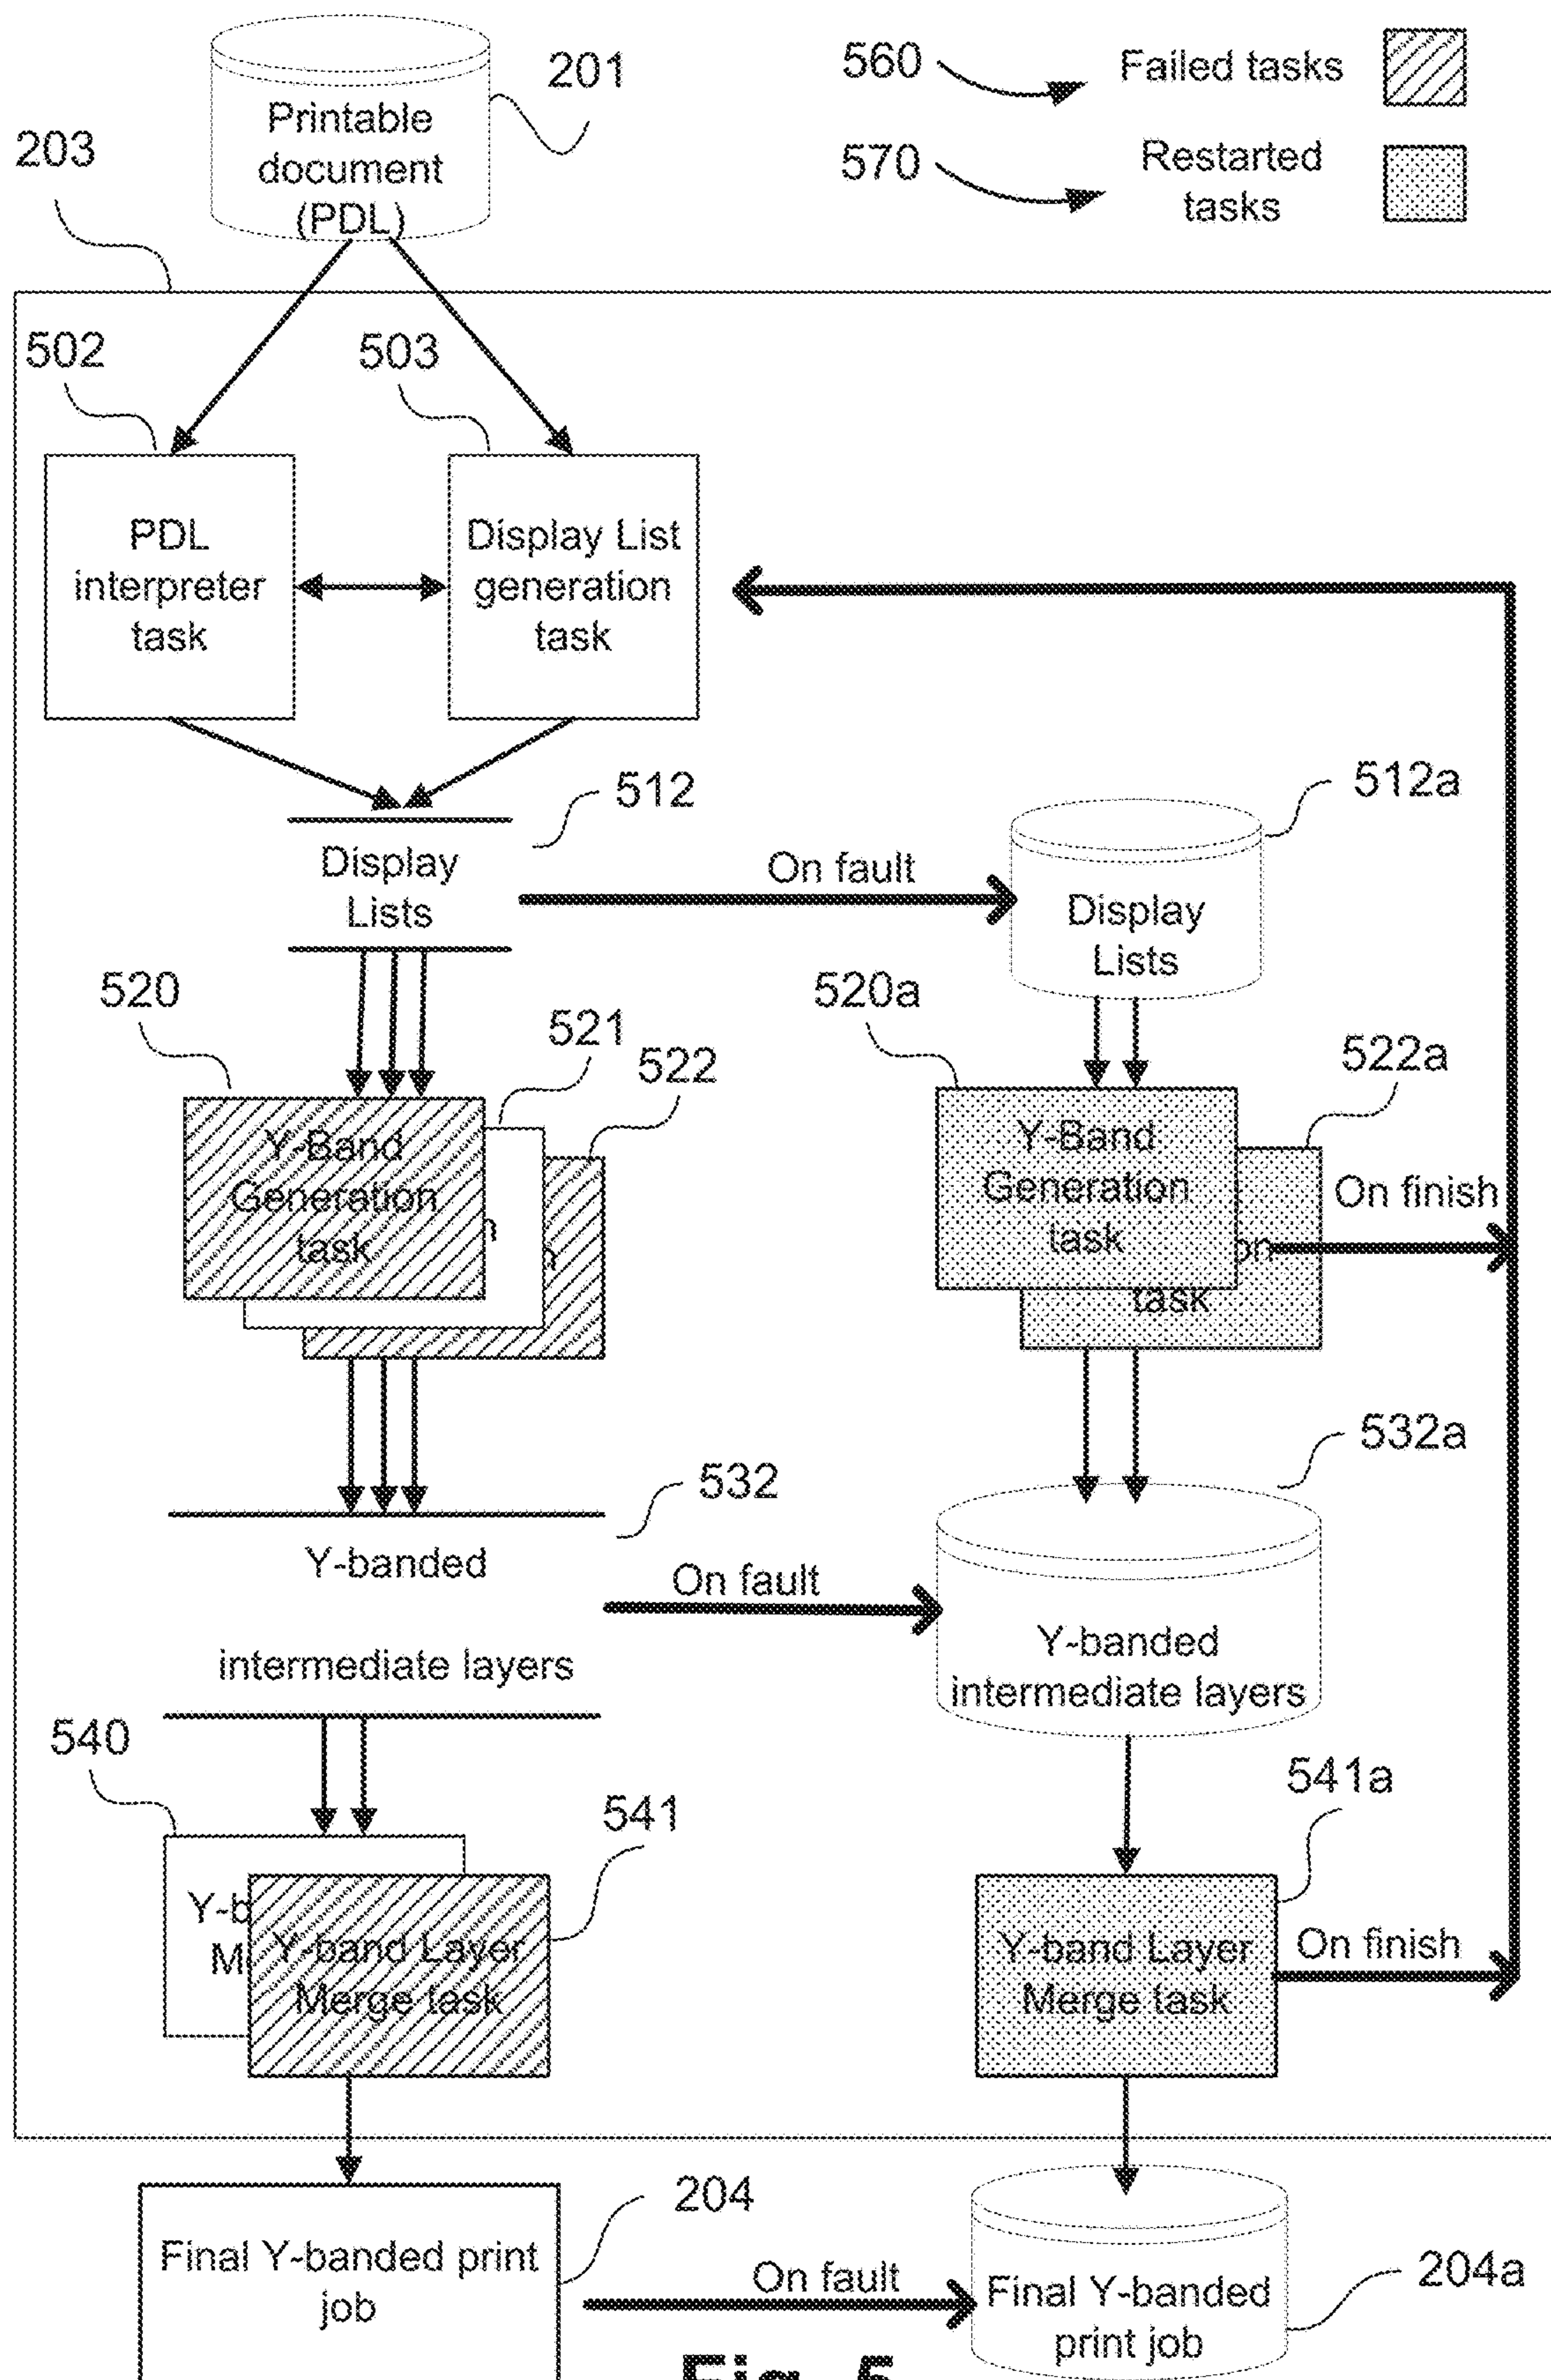 201
Printable
document
(PDL)
560
Failed tasks
570
Restarted
tasks
203
502
503
PDL
interpreter
task
Display List
generation
task
512
Display
Lists
On fault
512a
Display
Lists
520
521
522
Y-Band
Generation
task
n
n
520a
522a
Y-Band
Generation
task
on
task
On finish
532
Y-banded
intermediate layers
On fault
532a
Y-banded
intermediate layers
540
541
Y-b
M
Y-band Layer
Merge task
541a
Y-band Layer
Merge task
On finish
204
Final Y-banded print
job
On fault
204a
Final Y-banded
print job
Fig. 5